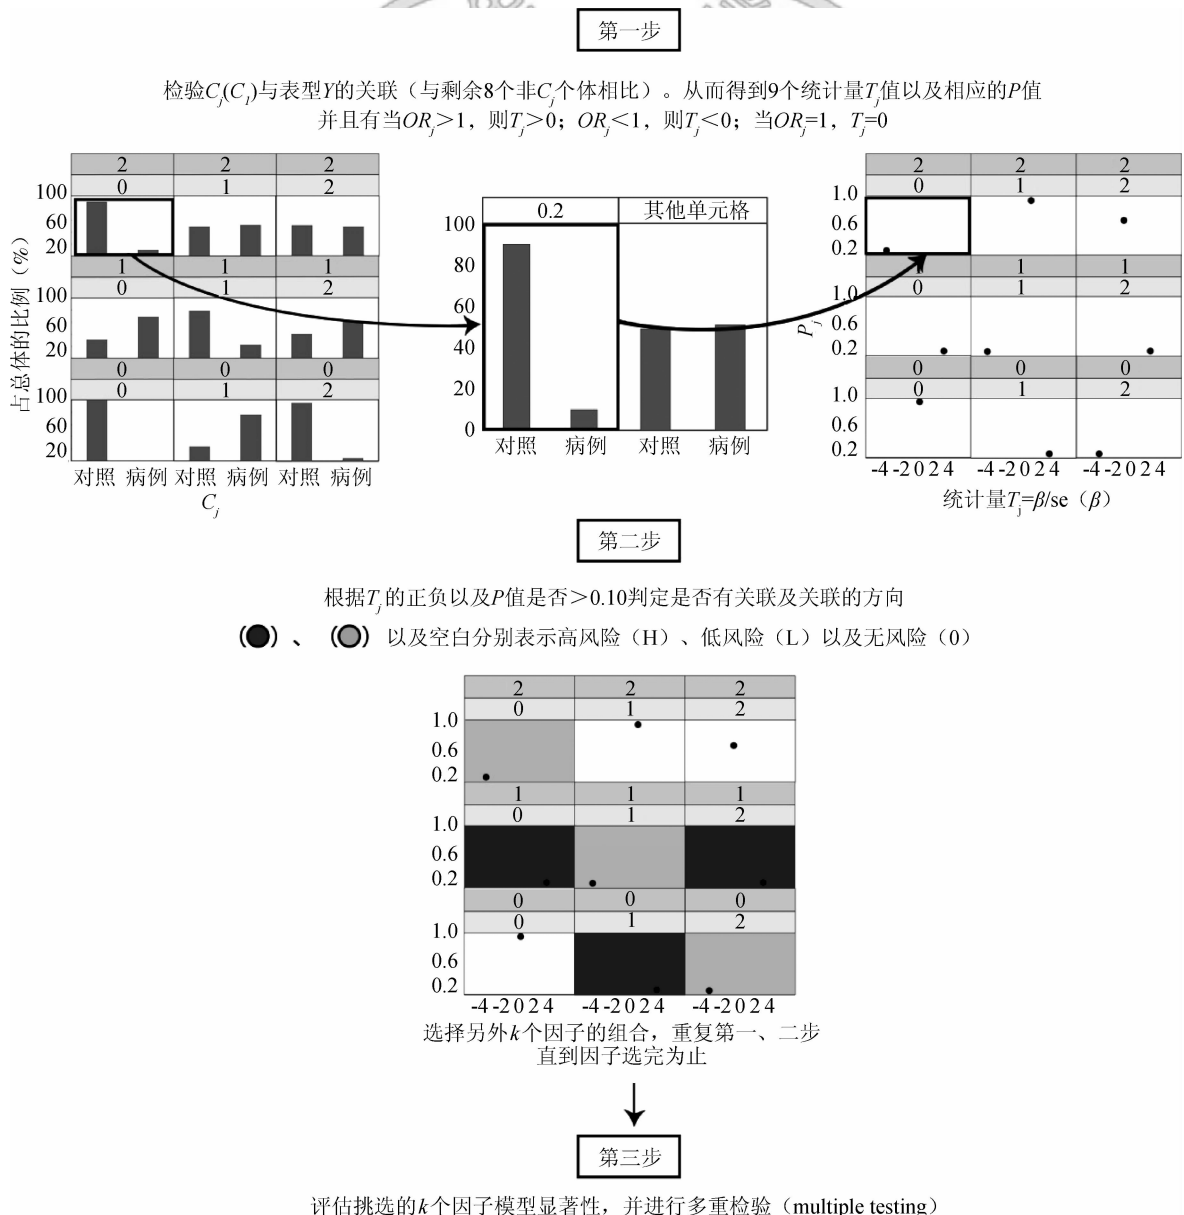 第一步
检验Cj(C1)与表型Y的关联（与剩余8个非Cj个体相比）。从而得到9个统计量Tj值以及相应的P值
并且有当ORj＞1，则Tj＞0；ORj＜1，则Tj＜0；当ORj=1，Tj=0
占总体的比例（%）
2 2 2
0 1 2
100
60
20
1 1 1
0 1 2
100
60
20
0 0 0
0 1 2
100
60
20
对照 病例 对照 病例 对照 病例
Cj
0.2 其他单元格
100
80
60
40
20
0
对照 病例 对照 病例
Pj
2 2 2
0 1 2
1.0
0.6
0.2
1 1
0 1 2
1.0
0.6
0.2
0 0 0
0 1 2
1.0
0.6
0.2
-4 -2 0 2 4 -4 -2 0 2 4 -4 -2 0 2 4
统计量Tj=β/se（β）
第二步
根据Tj的正负以及P值是否＞0.10判定是否有关联及关联的方向
（）、（）以及空白分别表示高风险（H）、低风险（L）以及无风险（0）
2 2 2
0 1 2
1.0
0.6
0.2
1 1 1
0 1 2
1.0
0.6
0.2
0 0 0
0 1 2
1.0
0.6
0.2
-4 -2 0 2 4 -4 -2 0 2 4 -4 -2 0 2 4
选择另外k个因子的组合，重复第一、二步
直到因子选完为止
第三步
评估挑选的k个因子模型显著性，并进行多重检验（multiple testing）